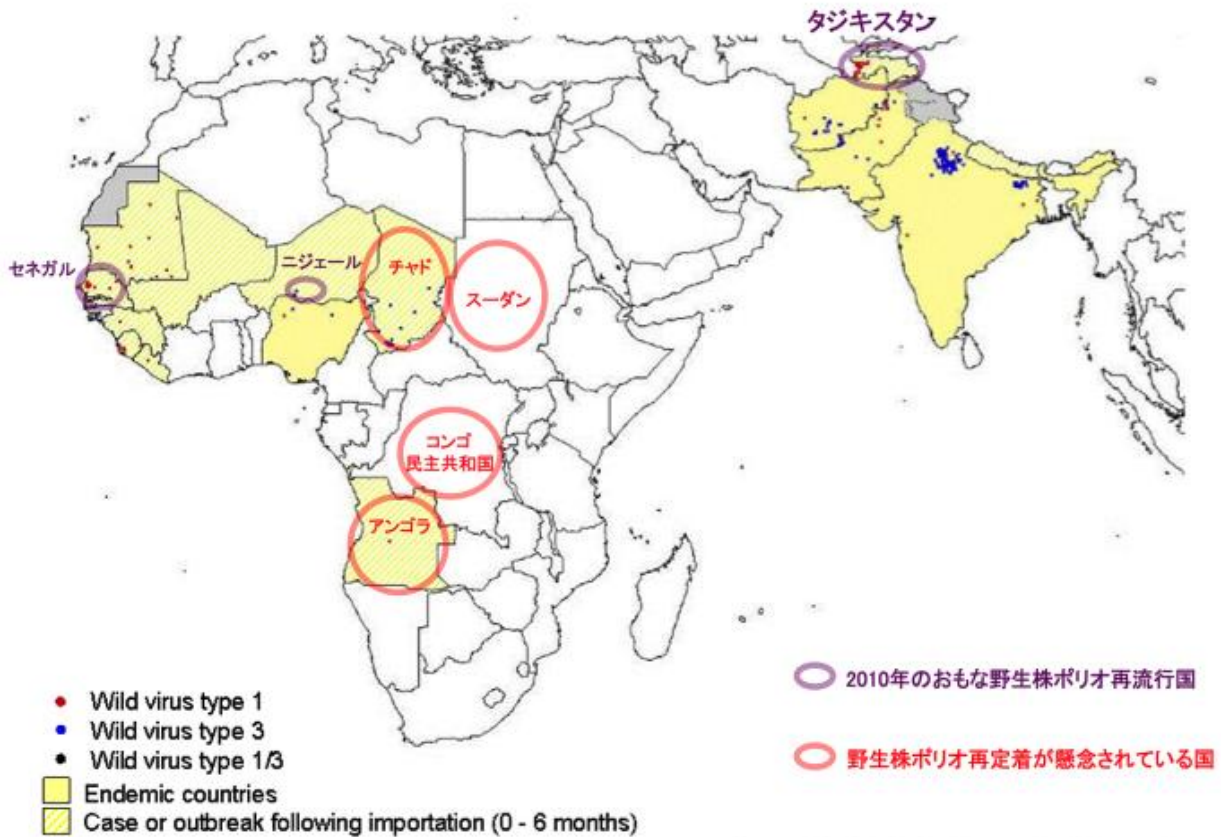 タジキスタン
セネガル
ニジェール
チャド
スーダン
コンゴ
民主共和国
アンゴラ
2010年のおもな野生株ポリオ再流行国
野生株ポリオ再定着が懸念されている国
Wild virus type 1
Wild virus type 3
Wild virus type 1/3
Endemic countries
Case or outbreak following importation (0 - 6 months)